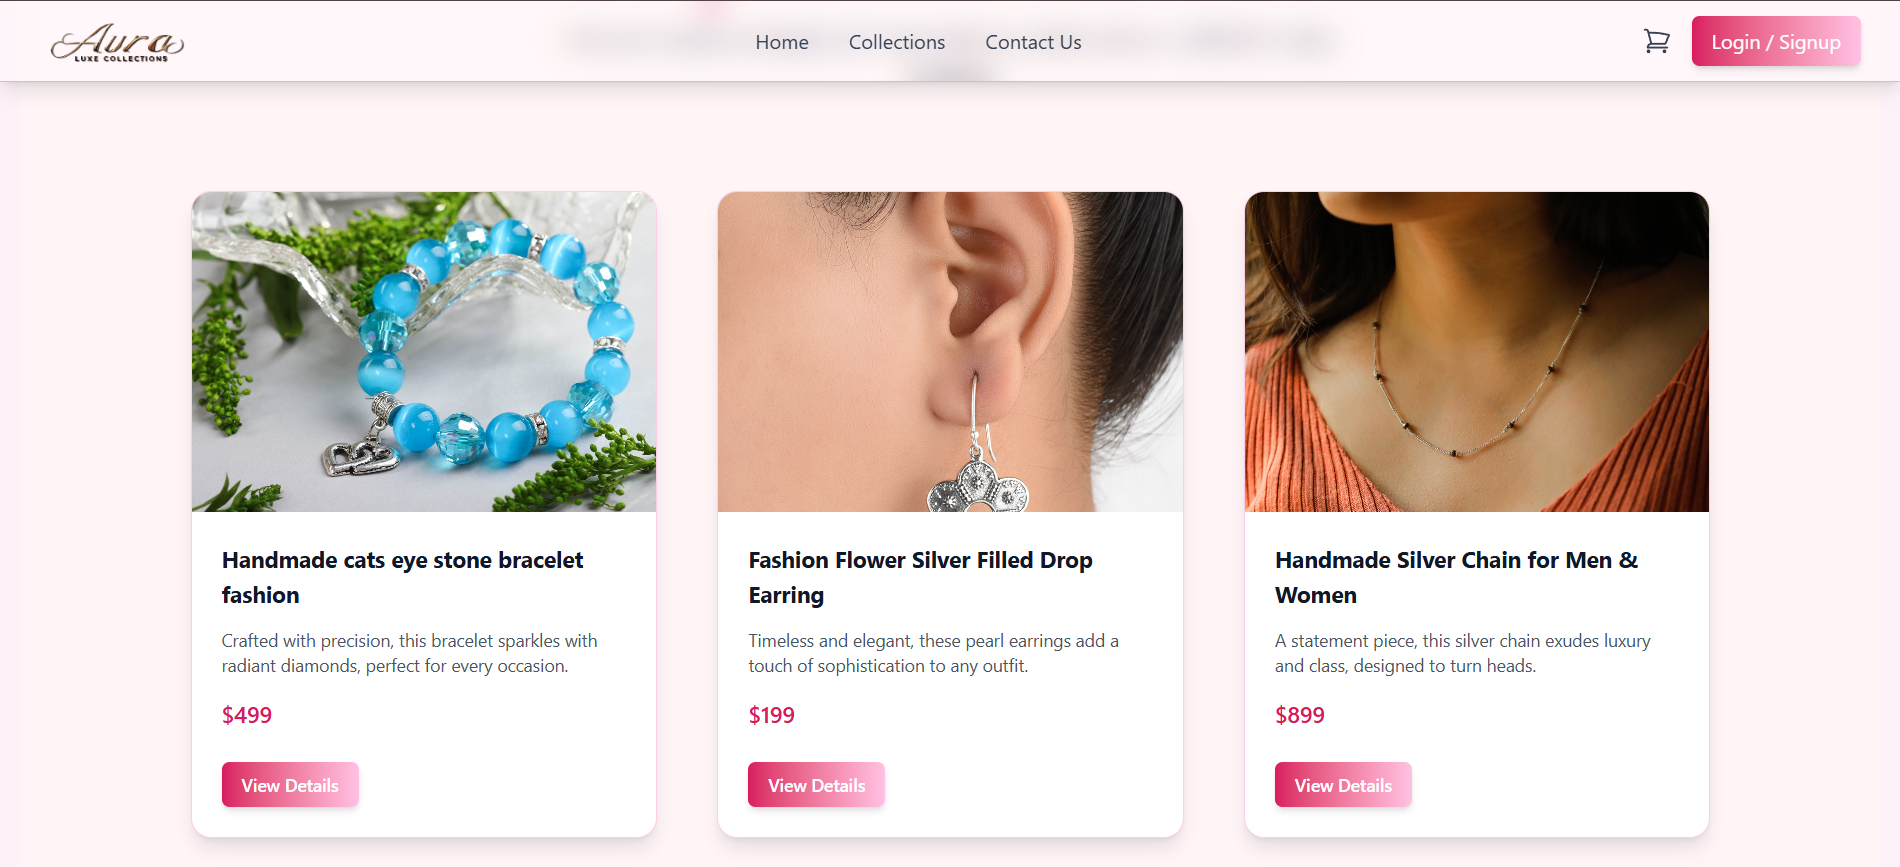 Aura
LUXE COLLECTIONS
Home
Collections
Contact Us
Login / Signup
Handmade cats eye stone bracelet
fashion
Crafted with precision, this bracelet sparkles with
radiant diamonds, perfect for every occasion.
$499
View Details
Fashion Flower Silver Filled Drop
Earring
Timeless and elegant, these pearl earrings add a
touch of sophistication to any outfit.
$199
View Details
Handmade Silver Chain for Men &
Women
A statement piece, this silver chain exudes luxury
and class, designed to turn heads.
$899
View Details